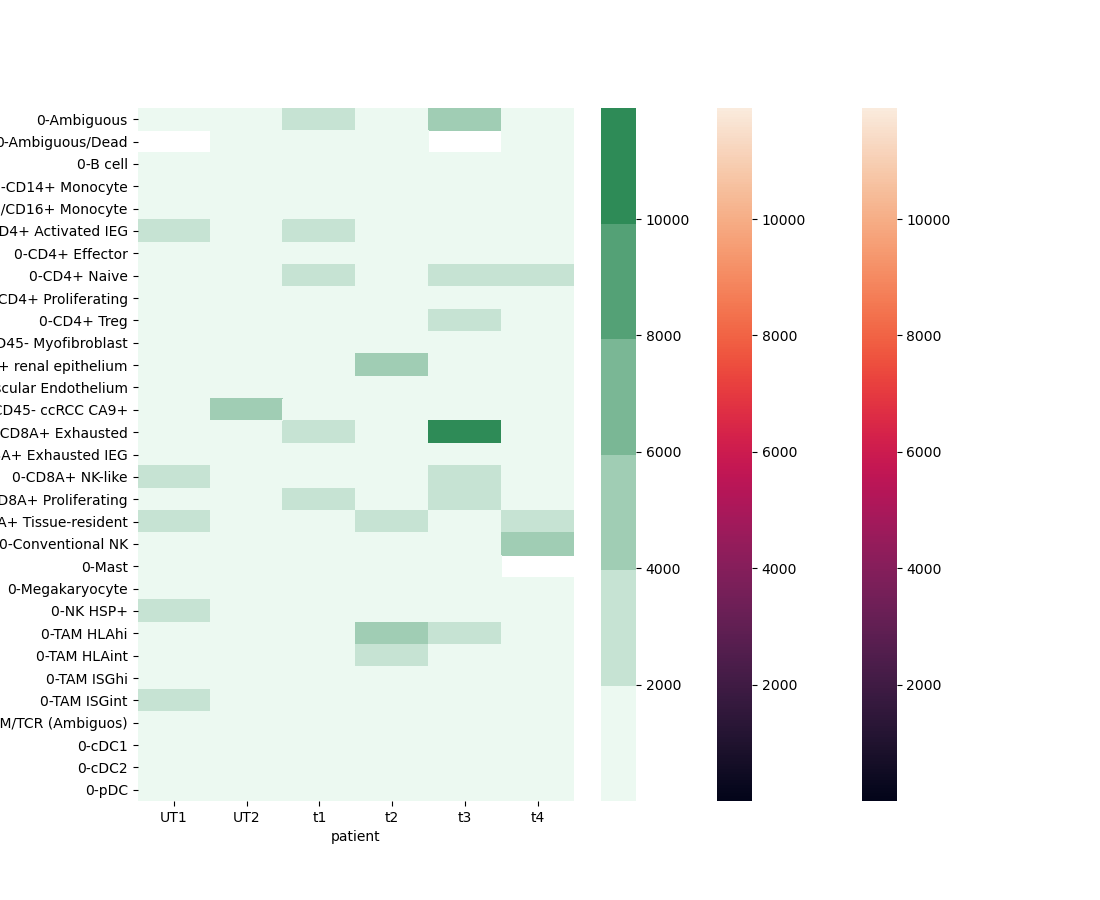 0-Ambiguous
0-Ambiguous/Dead
0-B cell
-CD14+ Monocyte
/CD16+ Monocyte
D4+ Activated IEG
0-CD4+ Effector
0-CD4+ Naive
CD4+ Proliferating
0-CD4+ Treg
D45- Myofibroblast
+ renal epithelium
scular Endothelium
CD45- ccRCC CA9+
CD8A+ Exhausted
A+ Exhausted IEG
0-CD8A+ NK-like
D8A+ Proliferating
A+ Tissue-resident
0-Conventional NK
0-Mast
0-Megakaryocyte
0-NK HSP+
0-TAM HLAhi
0-TAM HLAint
0-TAM ISGhi
0-TAM ISGint
M/TCR (Ambiguos)
0-cDC1
0-cDC2
0-pDC
UT1 UT2 t1 t2 t3 t4
patient
10000
8000
6000
4000
2000
10000
8000
6000
4000
2000
10000
8000
6000
4000
2000